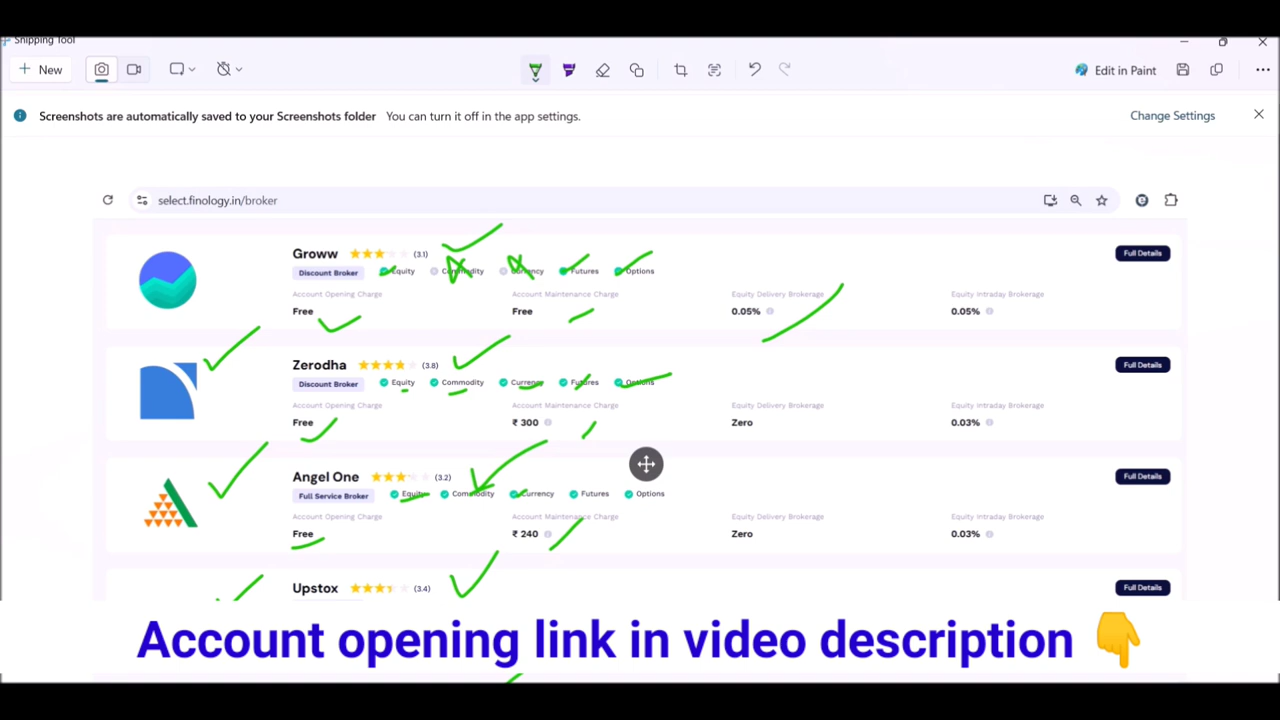 Snipping Tool
New
Edit in Paint
Screenshots are automatically saved to your Screenshots folder You can turn it off in the app settings. Change Settings
select.finology.in/broker
Groww (3.1) Full Details
Discount Broker Equity Commodity Currency Futures Options
Account Opening Charge Account Maintenance Charge Equity Delivery Brokerage Equity Intraday Brokerage
Free Free 0.05% 0.05%
Zerodha (3.8) Full Details
Discount Broker Equity Commodity Currency Futures Options
Account Opening Charge Account Maintenance Charge Equity Delivery Brokerage Equity Intraday Brokerage
Free ₹ 300 Zero 0.03%
Angel One (3.2) Full Details
Full Service Broker Equity Commodity Currency Futures Options
Account Opening Charge Account Maintenance Charge Equity Delivery Brokerage Equity Intraday Brokerage
Free ₹ 240 Zero 0.03%
Upstox (3.4) Full Details
Account opening link in video description 👇